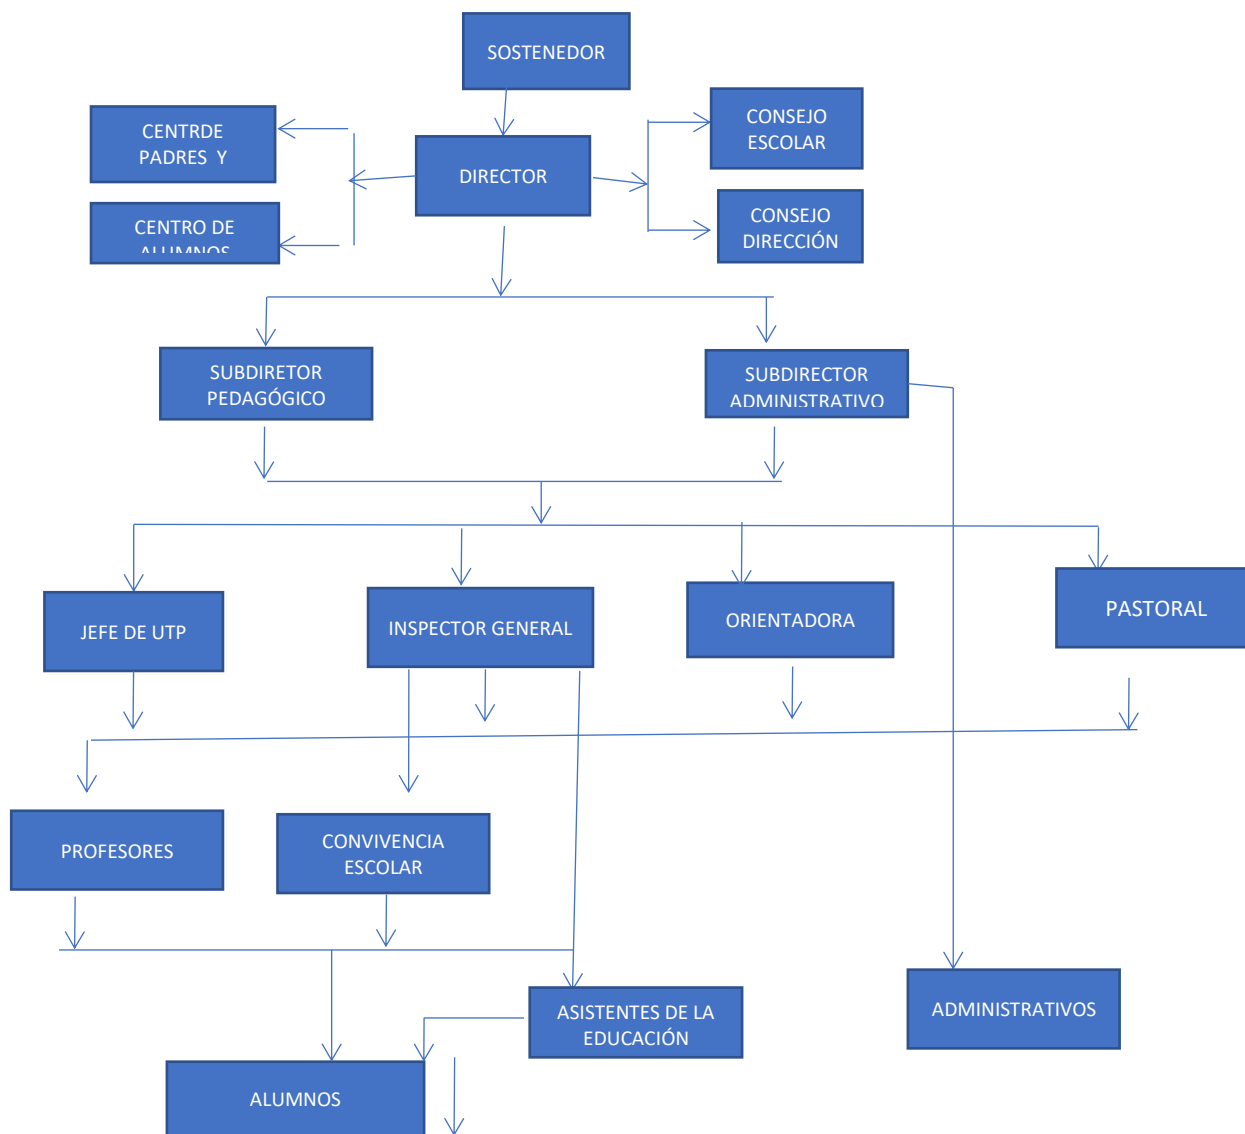 SOSTENEDOR
CENTRDE
PADRES Y
DIRECTOR
CONSEJO
ESCOLAR
CENTRO DE
ALUMNOS
CONSEJO
DIRECCIÓN
SUBDIRETOR
PEDAGÓGICO
SUBDIRECTOR
ADMINISTRATIVO
JEFE DE UTP
INSPECTOR GENERAL
ORIENTADORA
PASTORAL
PROFESORES
CONVIVENCIA
ESCOLAR
ASISTENTES DE LA
EDUCACIÓN
ADMINISTRATIVOS
ALUMNOS